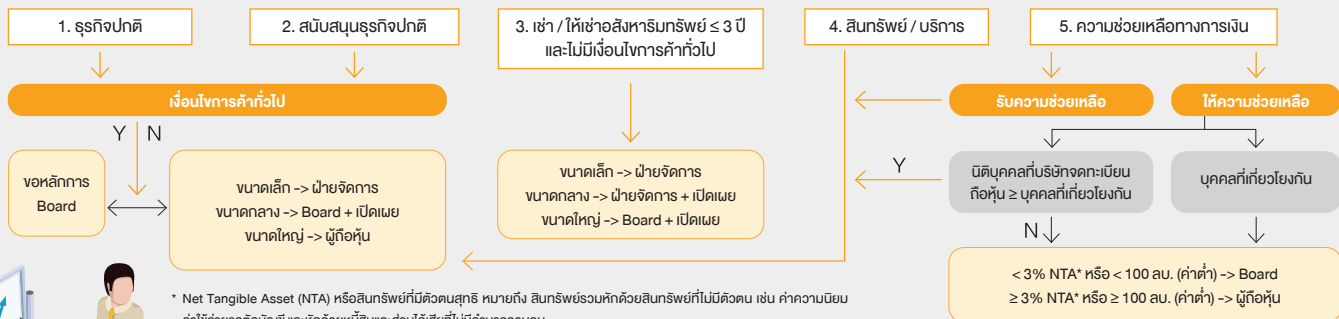 1. ธุรกิจปกติ
2. สนับสนุนธุรกิจปกติ
3. เช่า / ให้เช่าอสังหาริมทรัพย์ ≤ 3 ปี
และไม่มีเงื่อนไขการค้าทั่วไป
4. สินทรัพย์ / บริการ
5. ความช่วยเหลือทางการเงิน
เงื่อนไขการค้าทั่วไป
รับความช่วยเหลือ
ให้ความช่วยเหลือ
Y N
ขอหลักการ
Board
ขนาดเล็ก -> ฝ่ายจัดการ
ขนาดกลาง -> Board + เปิดเผย
ขนาดใหญ่ -> ผู้ถือหุ้น
ขนาดเล็ก -> ฝ่ายจัดการ
ขนาดกลาง -> ฝ่ายจัดการ + เปิดเผย
ขนาดใหญ่ -> Board + เปิดเผย
Y
นิติบุคคลที่บริษัทจดทะเบียน
ถือหุ้น ≥ บุคคลที่เกี่ยวโยงกัน
บุคคลที่เกี่ยวโยงกัน
N
< 3% NTA* หรือ < 100 ลบ. (ค่าต่ำ) -> Board
≥ 3% NTA* หรือ ≥ 100 ลบ. (ค่าต่ำ) -> ผู้ถือหุ้น
* Net Tangible Asset (NTA) หรือสินทรัพย์ที่มีตัวตนสุทธิ หมายถึง สินทรัพย์รวมหักด้วยสินทรัพย์ที่ไม่มีตัวตน เช่น ค่าความนิยม